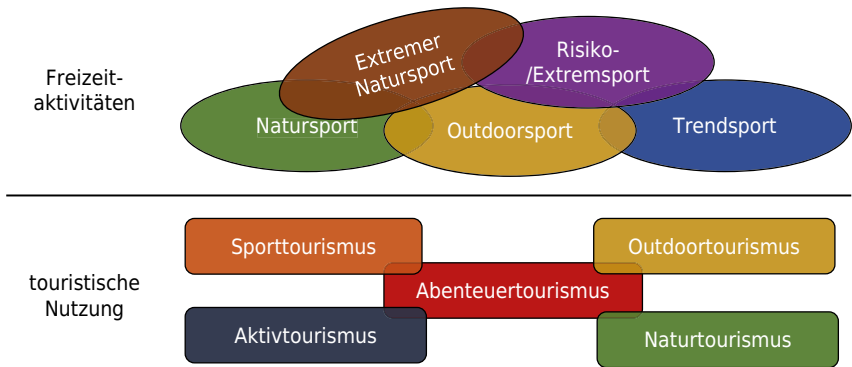 Freizeit-
aktivitäten
Extremer
Natursport
Risiko-
/Extremsport
Natursport
Outdoorsport
Trendsport
touristische
Nutzung
Sporttourismus
Outdoortourismus
Abenteuertourismus
Aktivtourismus
Naturtourismus